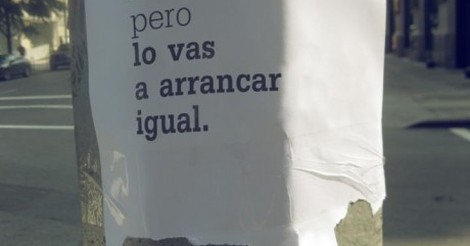 pero
lo vas
a arrancar
igual.